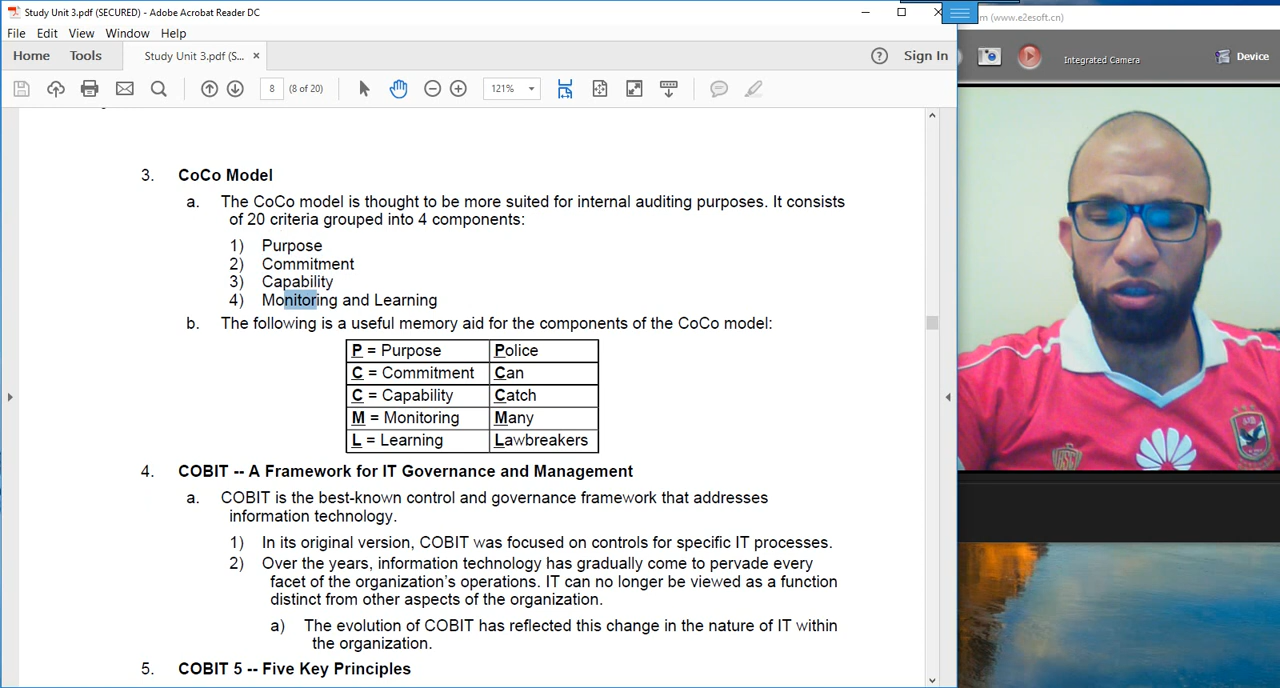 Study Unit 3.pdf (SECURED) - Adobe Acrobat Reader DC
m (www.e2esoft.cn)
File Edit View Window Help
Home Tools Study Unit 3.pdf (S... × Sign In
Integrated Camera Device
8 (8 of 20) 121%
3. CoCo Model
a. The CoCo model is thought to be more suited for internal auditing purposes. It consists
of 20 criteria grouped into 4 components:
1) Purpose
2) Commitment
3) Capability
4) Monitoring and Learning
b. The following is a useful memory aid for the components of the CoCo model:
P = Purpose Police
C = Commitment Can
C = Capability Catch
M = Monitoring Many
L = Learning Lawbreakers
4. COBIT -- A Framework for IT Governance and Management
a. COBIT is the best-known control and governance framework that addresses
information technology.
1) In its original version, COBIT was focused on controls for specific IT processes.
2) Over the years, information technology has gradually come to pervade every
facet of the organization's operations. IT can no longer be viewed as a function
distinct from other aspects of the organization.
a) The evolution of COBIT has reflected this change in the nature of IT within
the organization.
5. COBIT 5 -- Five Key Principles